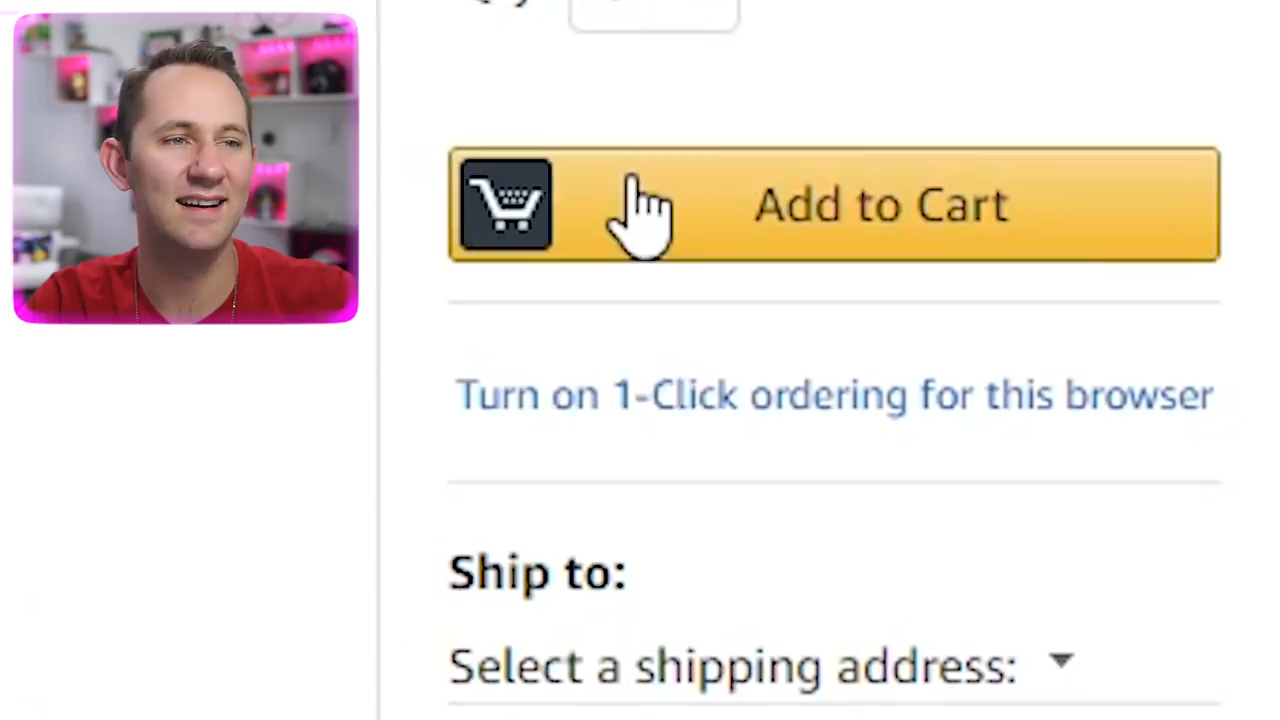 Add to Cart
Turn on 1-Click ordering for this browser
Ship to:
Select a shipping address: